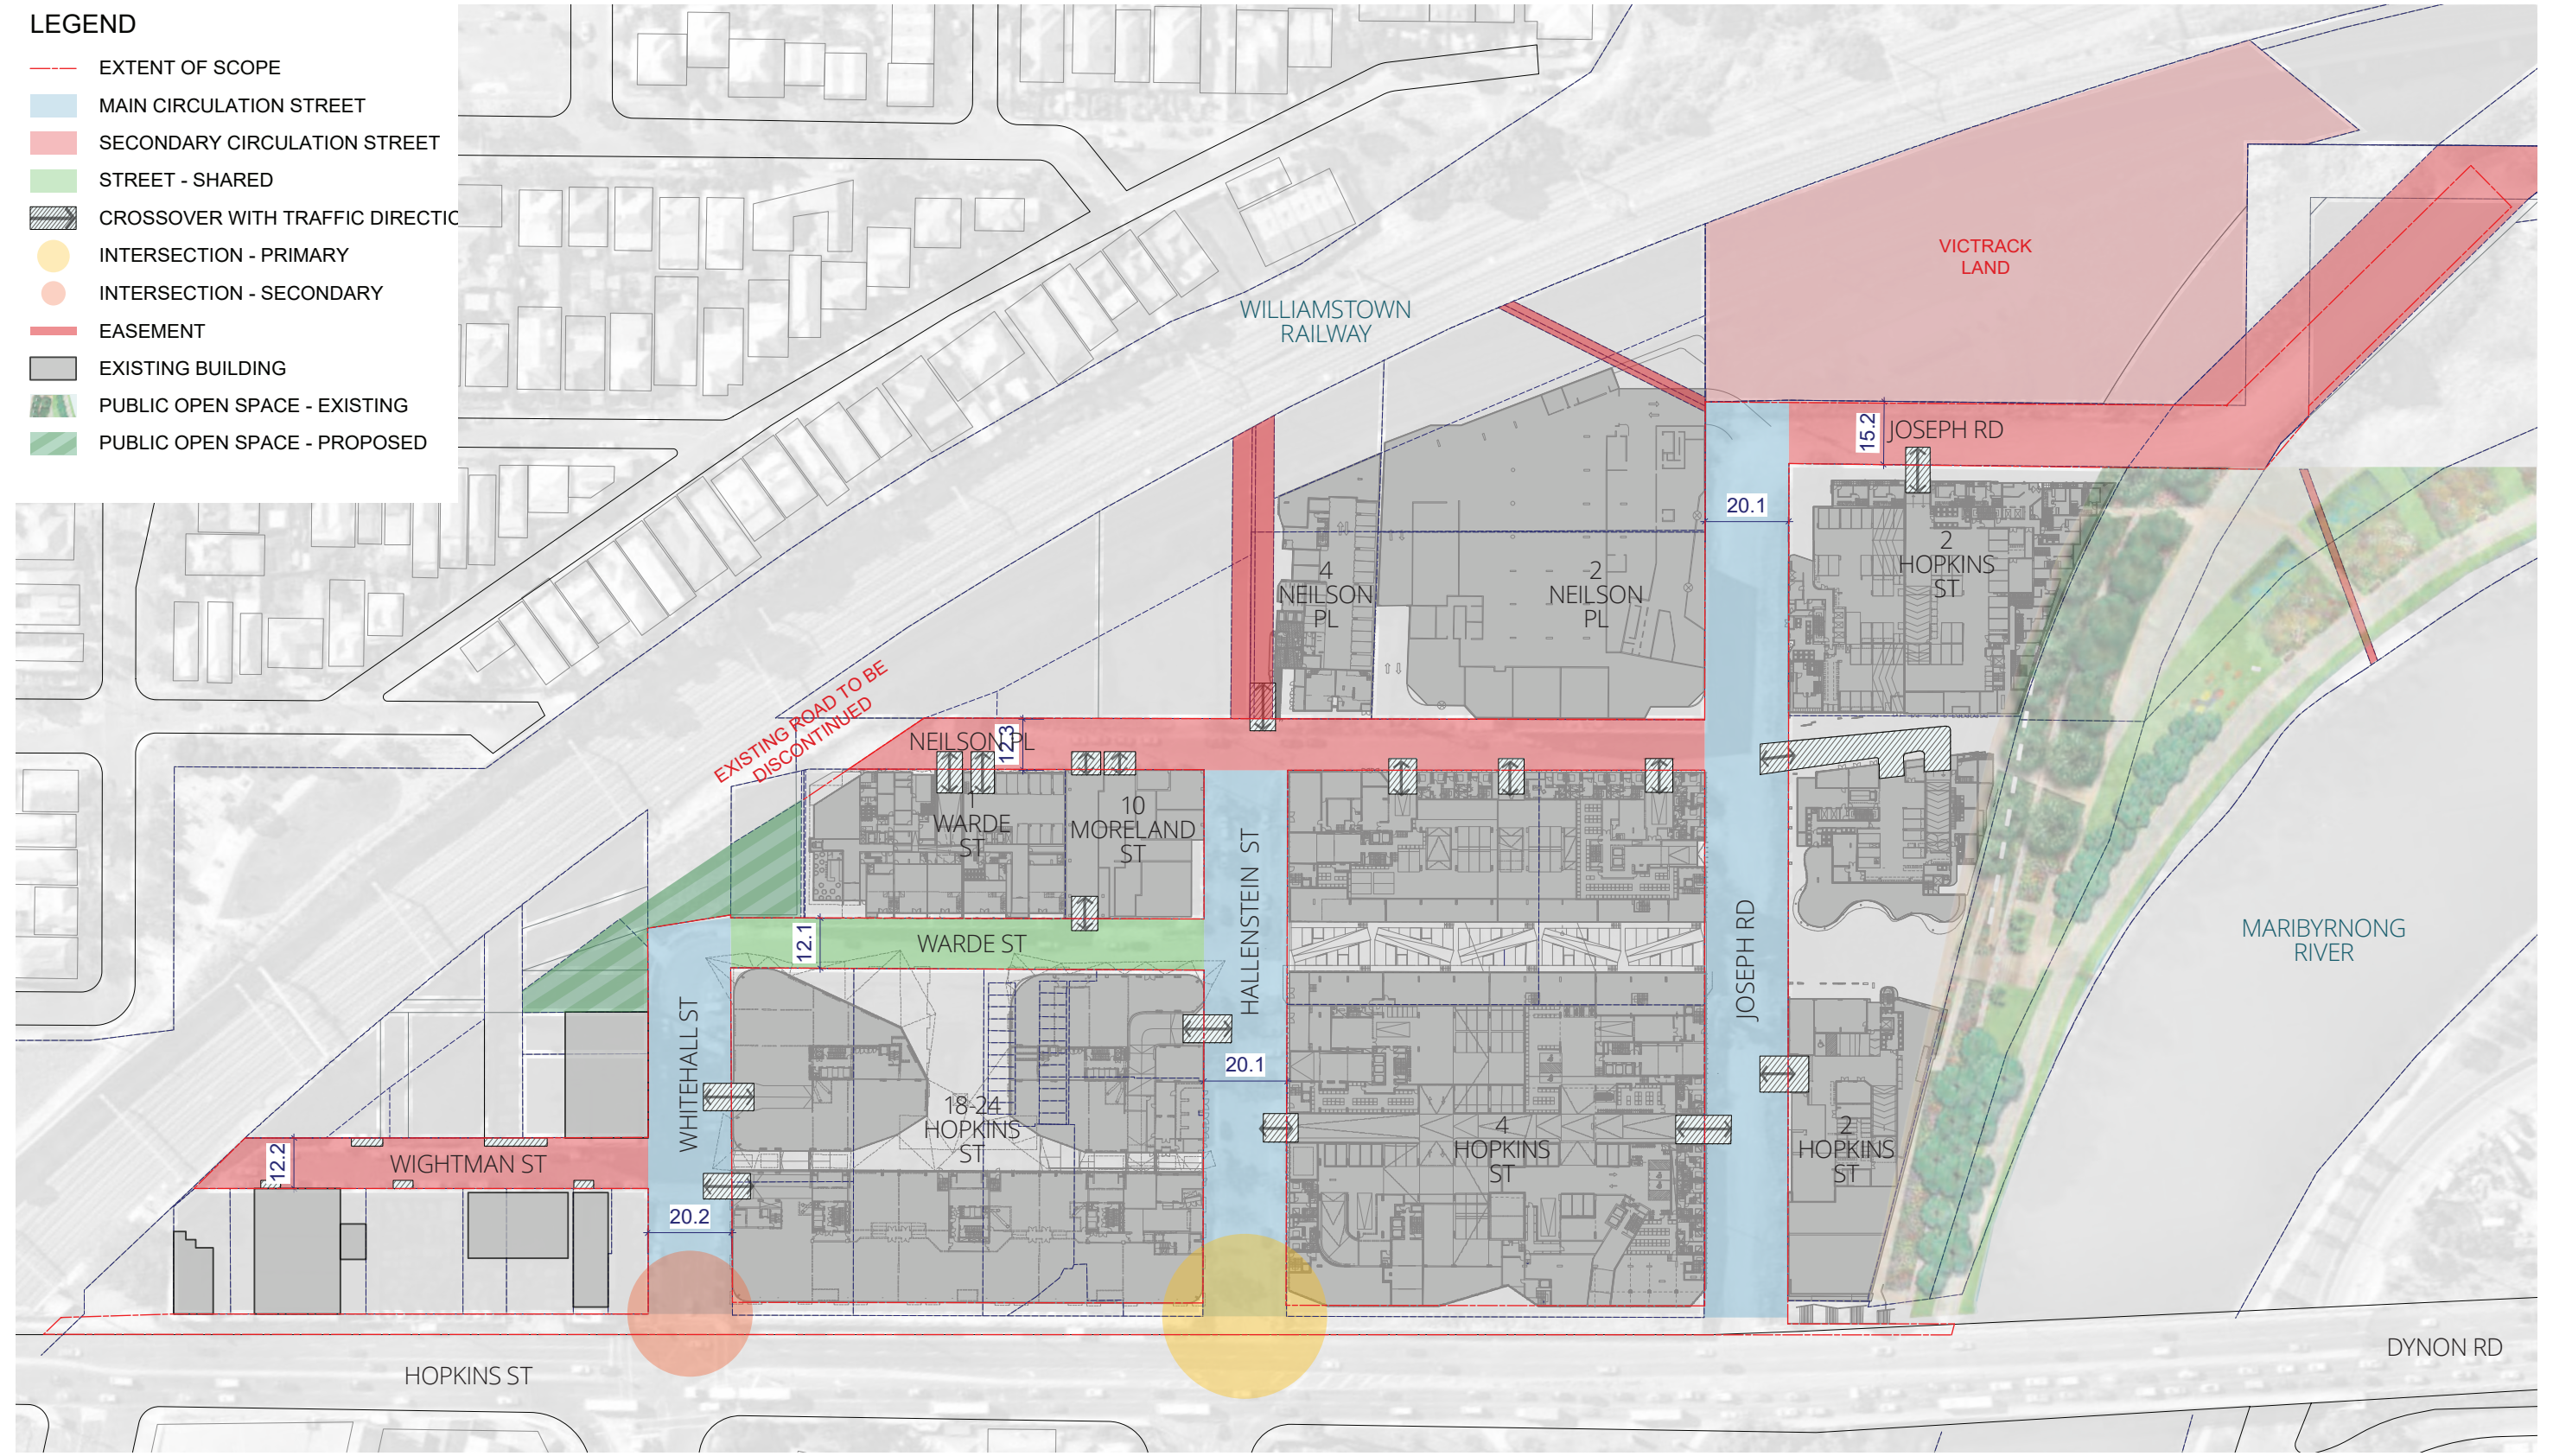 LEGEND
EXTENT OF SCOPE
MAIN CIRCULATION STREET
SECONDARY CIRCULATION STREET
STREET - SHARED
CROSSOVER WITH TRAFFIC DIRECTIO
INTERSECTION - PRIMARY
INTERSECTION - SECONDARY
EASEMENT
EXISTING BUILDING
PUBLIC OPEN SPACE - EXISTING
PUBLIC OPEN SPACE - PROPOSED
VICTRACK
LAND
WILLIAMSTOWN
RAILWAY
15.2
JOSEPH RD
20.1
2
HOPKINS
ST
4
NEILSON
PL
2
NEILSON
PL
EXISTING ROAD TO BE
DISCONTINUED
NEILSON PL
12.3
1
WARDE
ST
10
MORELAND
ST
HALLENSTEIN ST
JOSEPH RD
12.1
WARDE ST
MARIBYRNONG
RIVER
WHITEHALL ST
20.1
18-24
HOPKINS
ST
4
HOPKINS
ST
2
HOPKINS
ST
12.2
WIGHTMAN ST
20.2
HOPKINS ST
DYNON RD